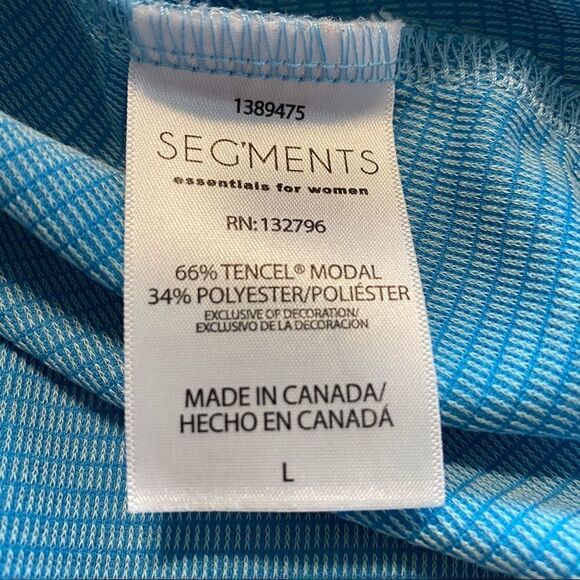 1389475
SEG'MENTS
essentials for women
RN: 132796
66% TENCEL® MODAL
34% POLYESTER/POLIÉSTER
EXCLUSIVE OF DECORATION/
EXCLUSIVO DE LA DECORACIÓN
MADE IN CANADA/
HECHO EN CANADÁ
L